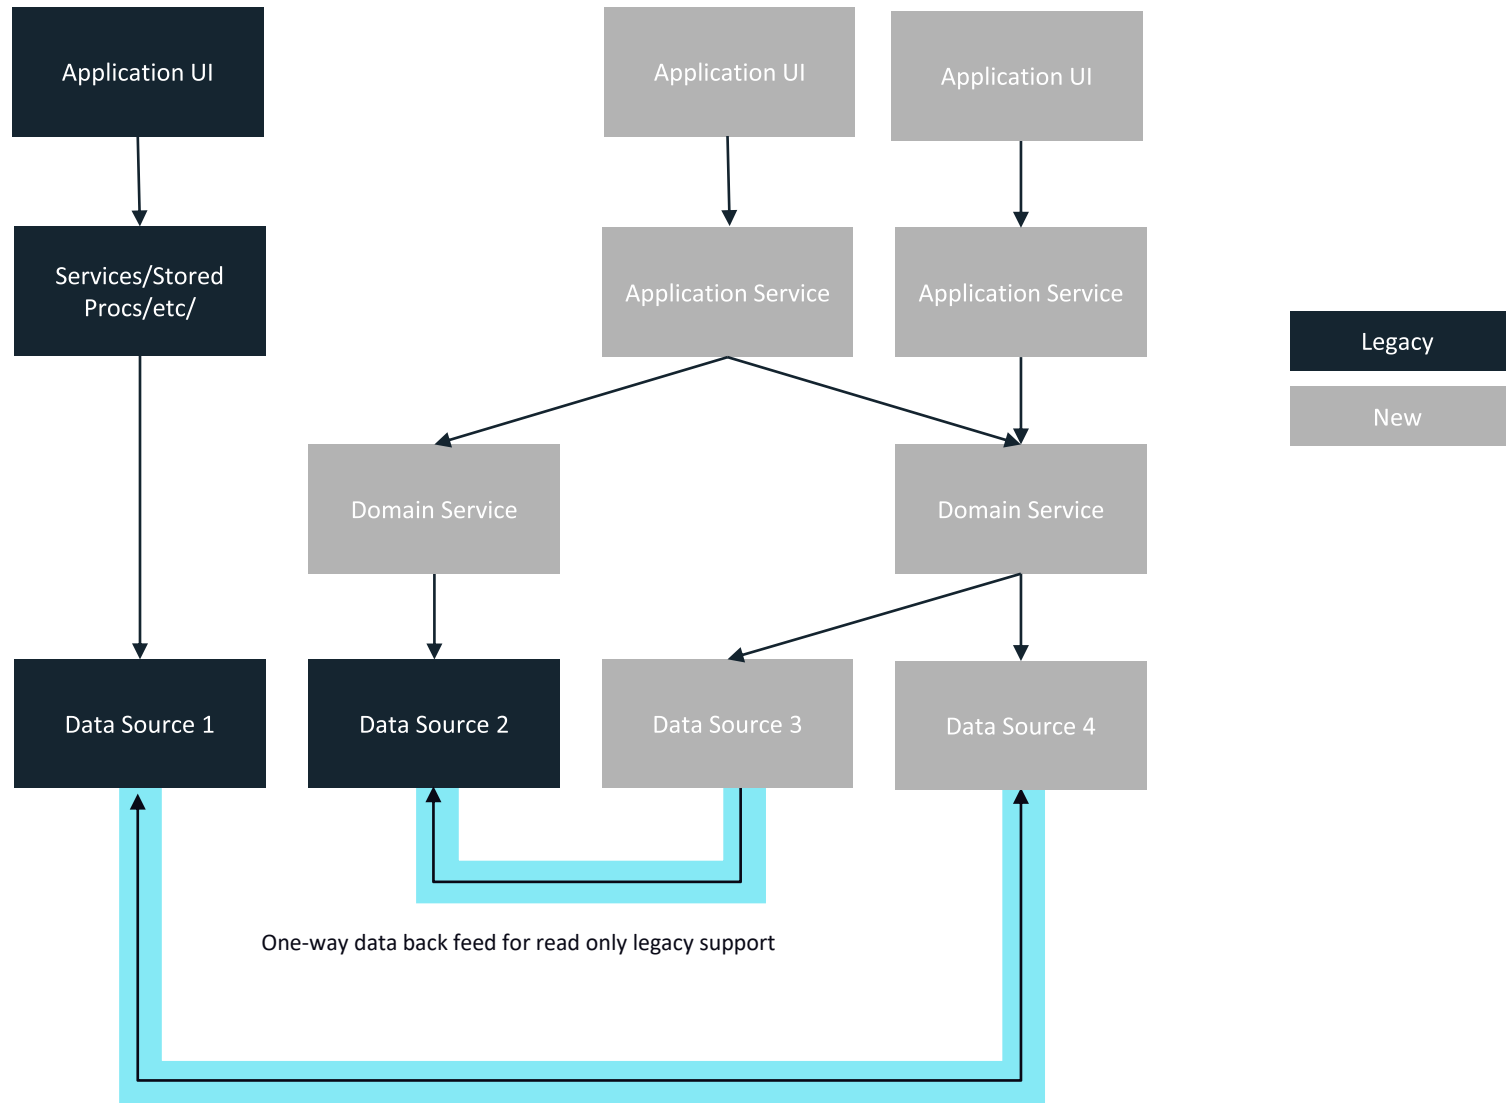 Application UI
Application UI
Application UI
Services/Stored
Procs/etc/
Application Service
Application Service
Legacy
New
Domain Service
Domain Service
Data Source 1
Data Source 2
Data Source 3
Data Source 4
One-way data back feed for read only legacy support